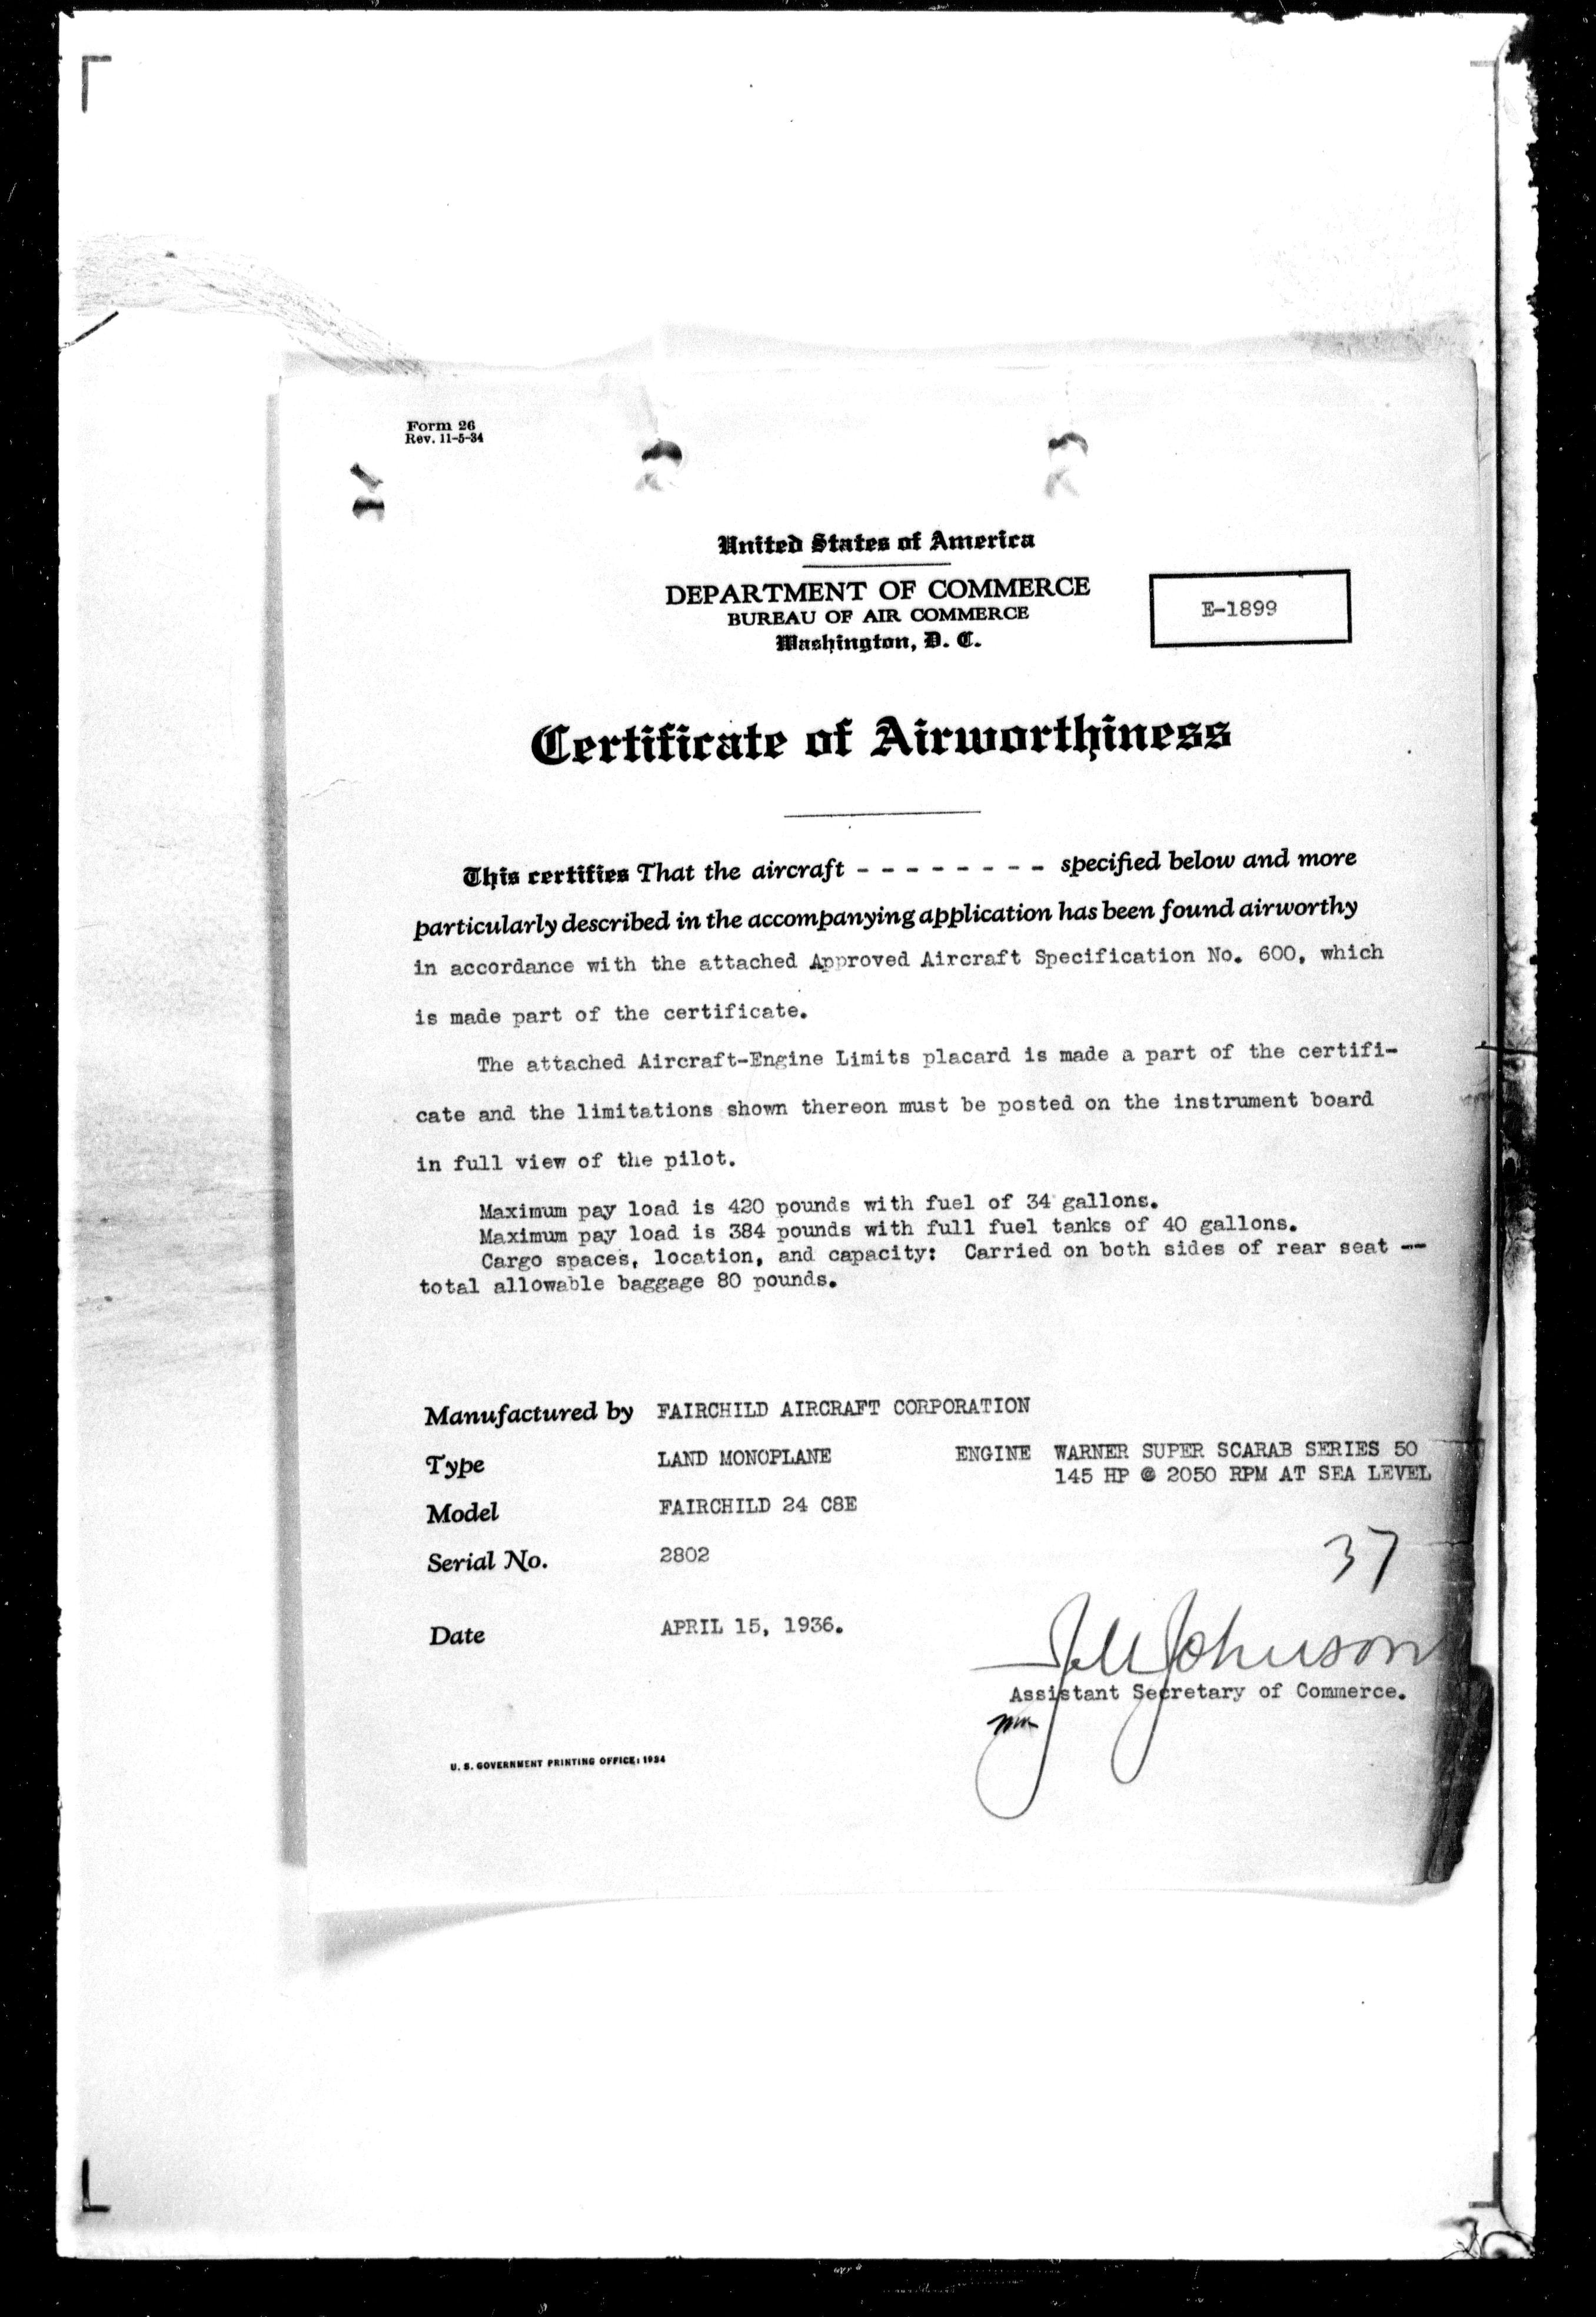 Form 26
Rev. 11-5-34
United States of America
DEPARTMENT OF COMMERCE
BUREAU OF AIR COMMERCE
Washington, D. C.
E-1899
Certificate of Airworthiness
This certifies That the aircraft - - - - - - - - specified below and more
particularly described in the accompanying application has been found airworthy
in accordance with the attached Approved Aircraft Specification No. 600, which
is made part of the certificate.
The attached Aircraft-Engine Limits placard is made a part of the certifi-
cate and the limitations shown thereon must be posted on the instrument board
in full view of the pilot.
Maximum pay load is 420 pounds with fuel of 34 gallons.
Maximum pay load is 384 pounds with full fuel tanks of 40 gallons.
Cargo spaces, location, and capacity: Carried on both sides of rear seat --
total allowable baggage 80 pounds.
Manufactured by FAIRCHILD AIRCRAFT CORPORATION
Type LAND MONOPLANE ENGINE WARNER SUPER SCARAB SERIES 50
145 HP @ 2050 RPM AT SEA LEVEL
Model FAIRCHILD 24 C8E
Serial No. 2802
37
Date APRIL 15, 1936.
Johnson
Assistant Secretary of Commerce.
U. S. GOVERNMENT PRINTING OFFICE: 1934